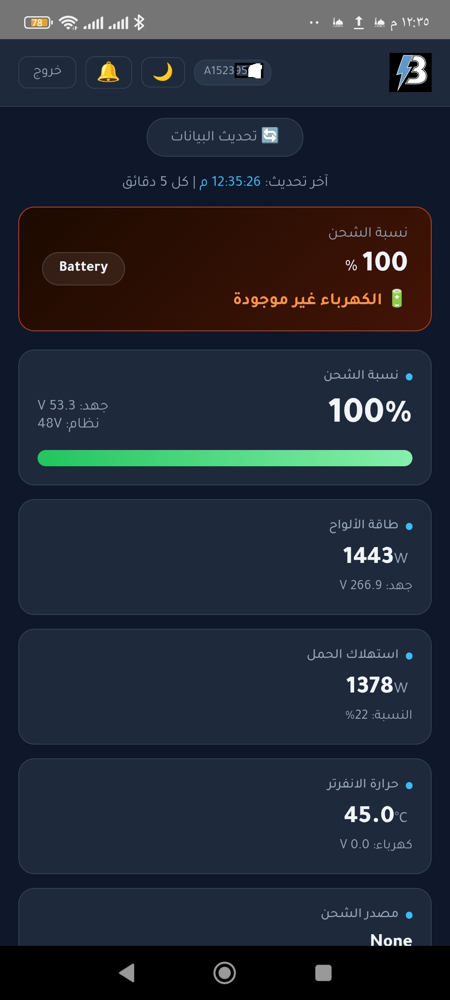 ١٢:٣٥ م
78
A152395
خروج
تحديث البيانات
آخر تحديث: 12:35:26 م | كل 5 دقائق
نسبة الشحن
100 %
Battery
الكهرباء غير موجودة
نسبة الشحن
100%
جهد: 53.3 V
نظام: 48V
طاقة الألواح
1443W
جهد: 266.9 V
استهلاك الحمل
1378W
النسبة: 22%
حرارة الانفرتر
45.0°C
كهرباء: 0.0 V
مصدر الشحن
None